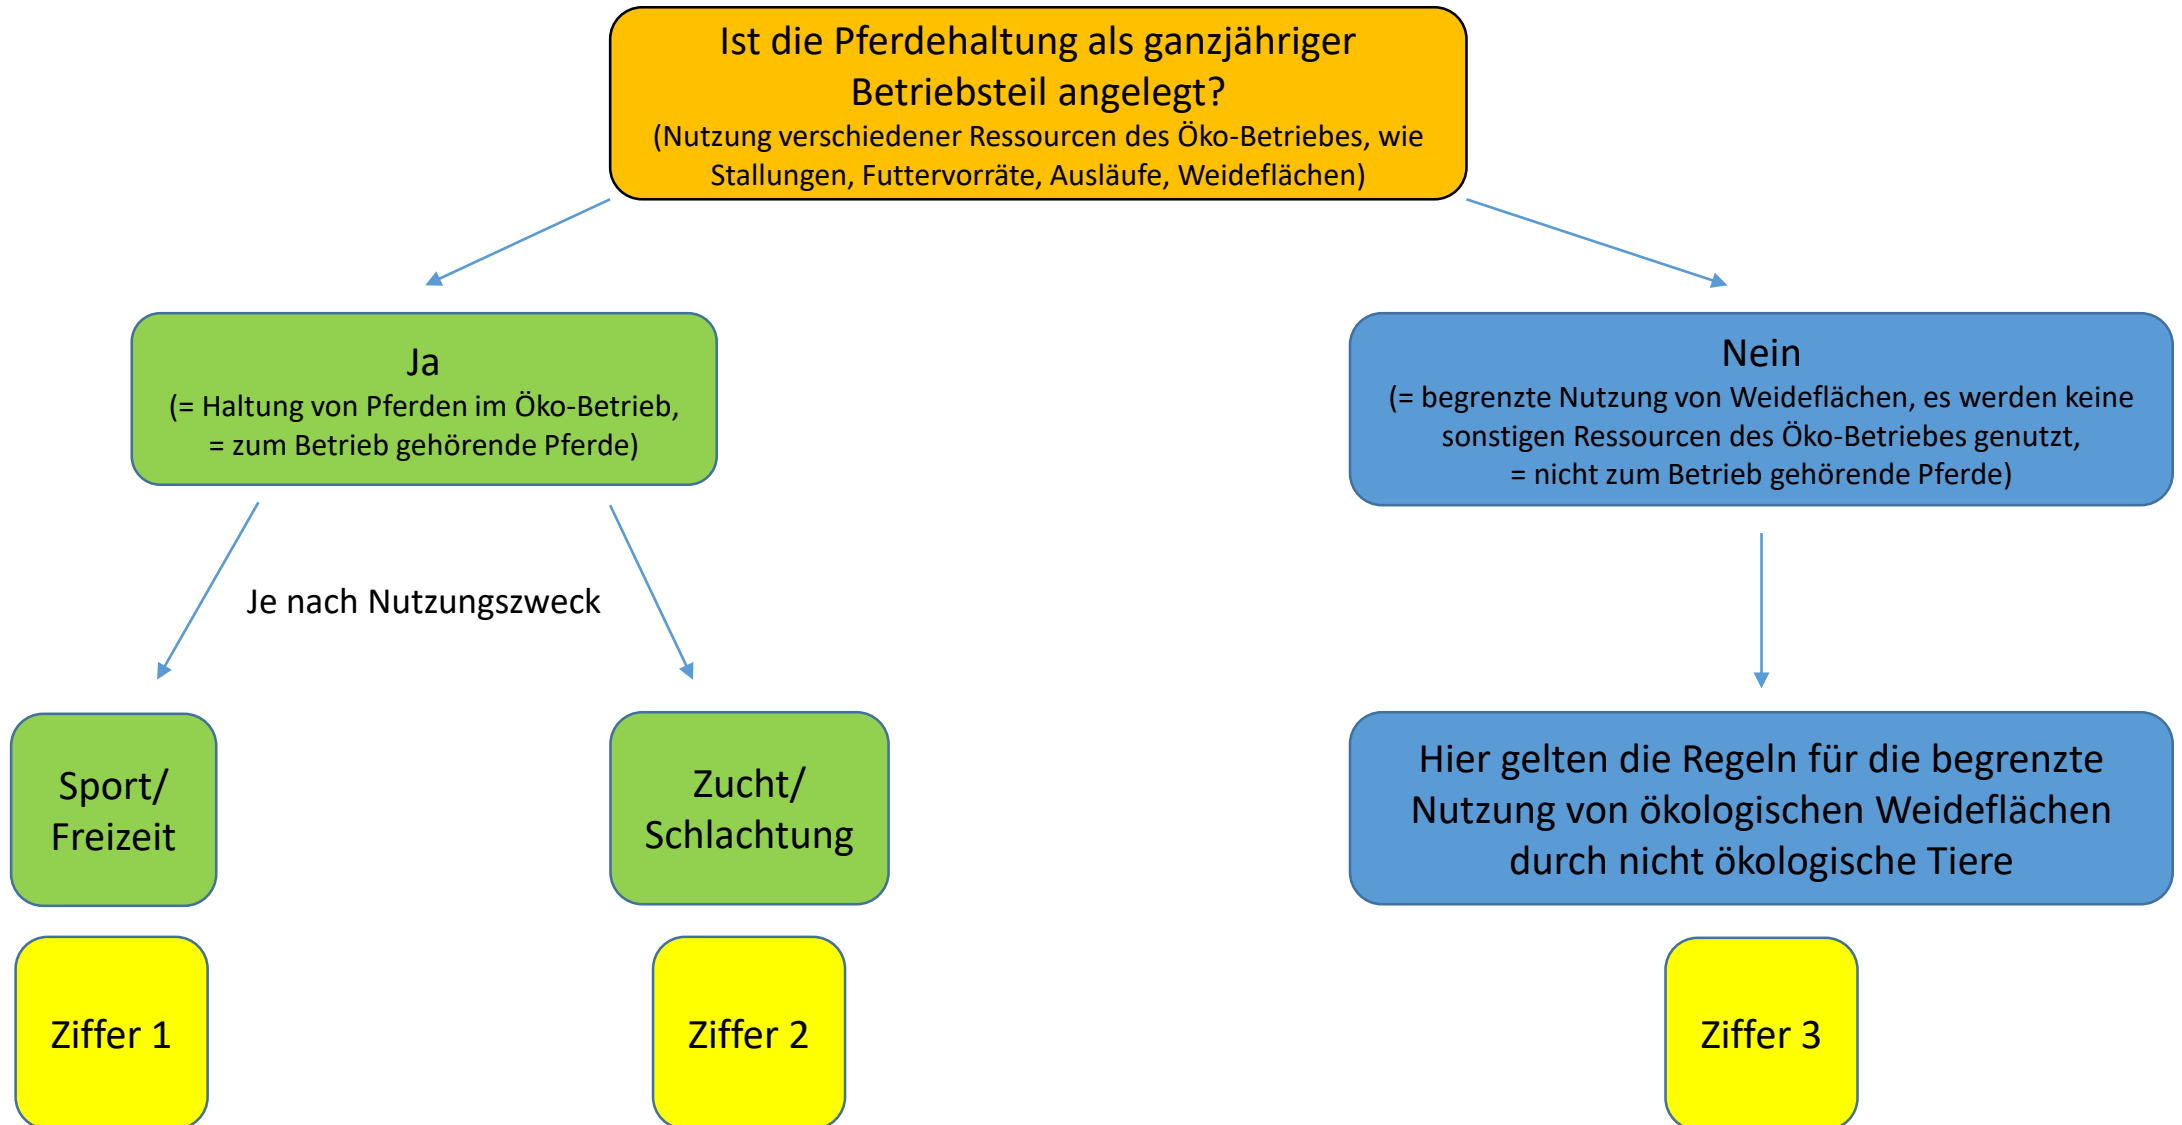 Ist die Pferdehaltung als ganzjähriger
Betriebsteil angelegt?
(Nutzung verschiedener Ressourcen des Öko-Betriebes, wie
Stallungen, Futtervorräte, Ausläufe, Weideflächen)
Ja
(= Haltung von Pferden im Öko-Betrieb,
= zum Betrieb gehörende Pferde)
Nein
(= begrenzte Nutzung von Weideflächen, es werden keine
sonstigen Ressourcen des Öko-Betriebes genutzt,
= nicht zum Betrieb gehörende Pferde)
Je nach Nutzungszweck
Sport/
Freizeit
Zucht/
Schlachtung
Hier gelten die Regeln für die begrenzte
Nutzung von ökologischen Weideflächen
durch nicht ökologische Tiere
Ziffer 1
Ziffer 2
Ziffer 3